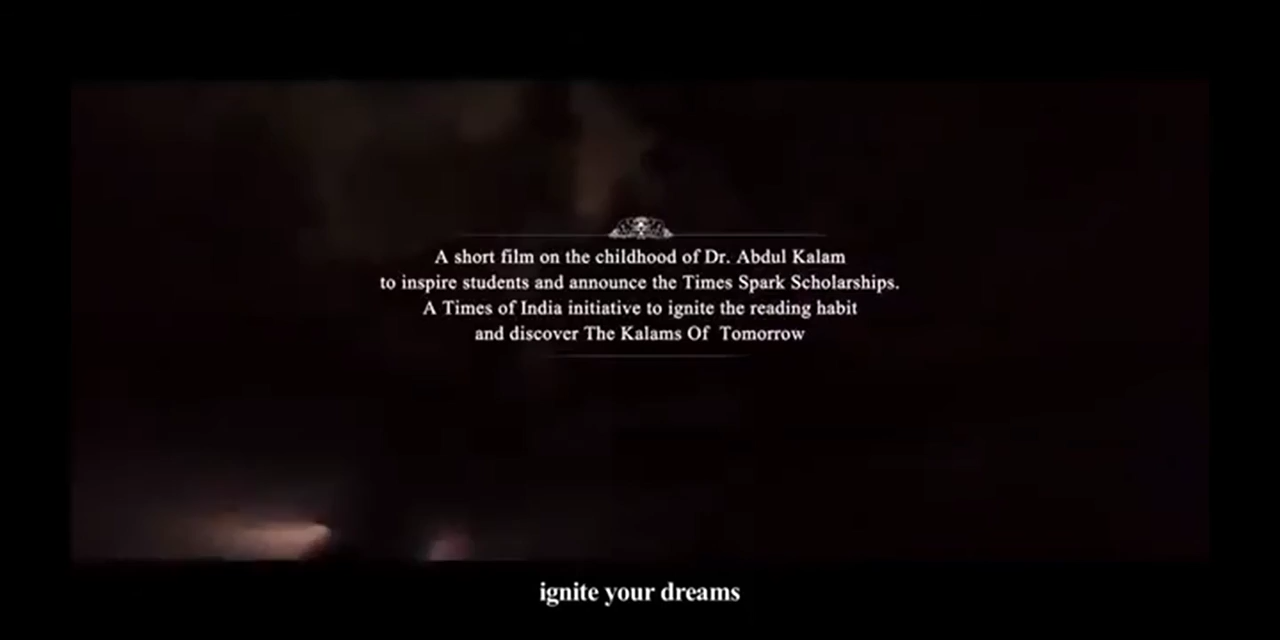 A short film on the childhood of Dr. Abdul Kalam
to inspire students and announce the Times Spark Scholarships.
A Times of India initiative to ignite the reading habit
and discover The Kalams Of Tomorrow
ignite your dreams